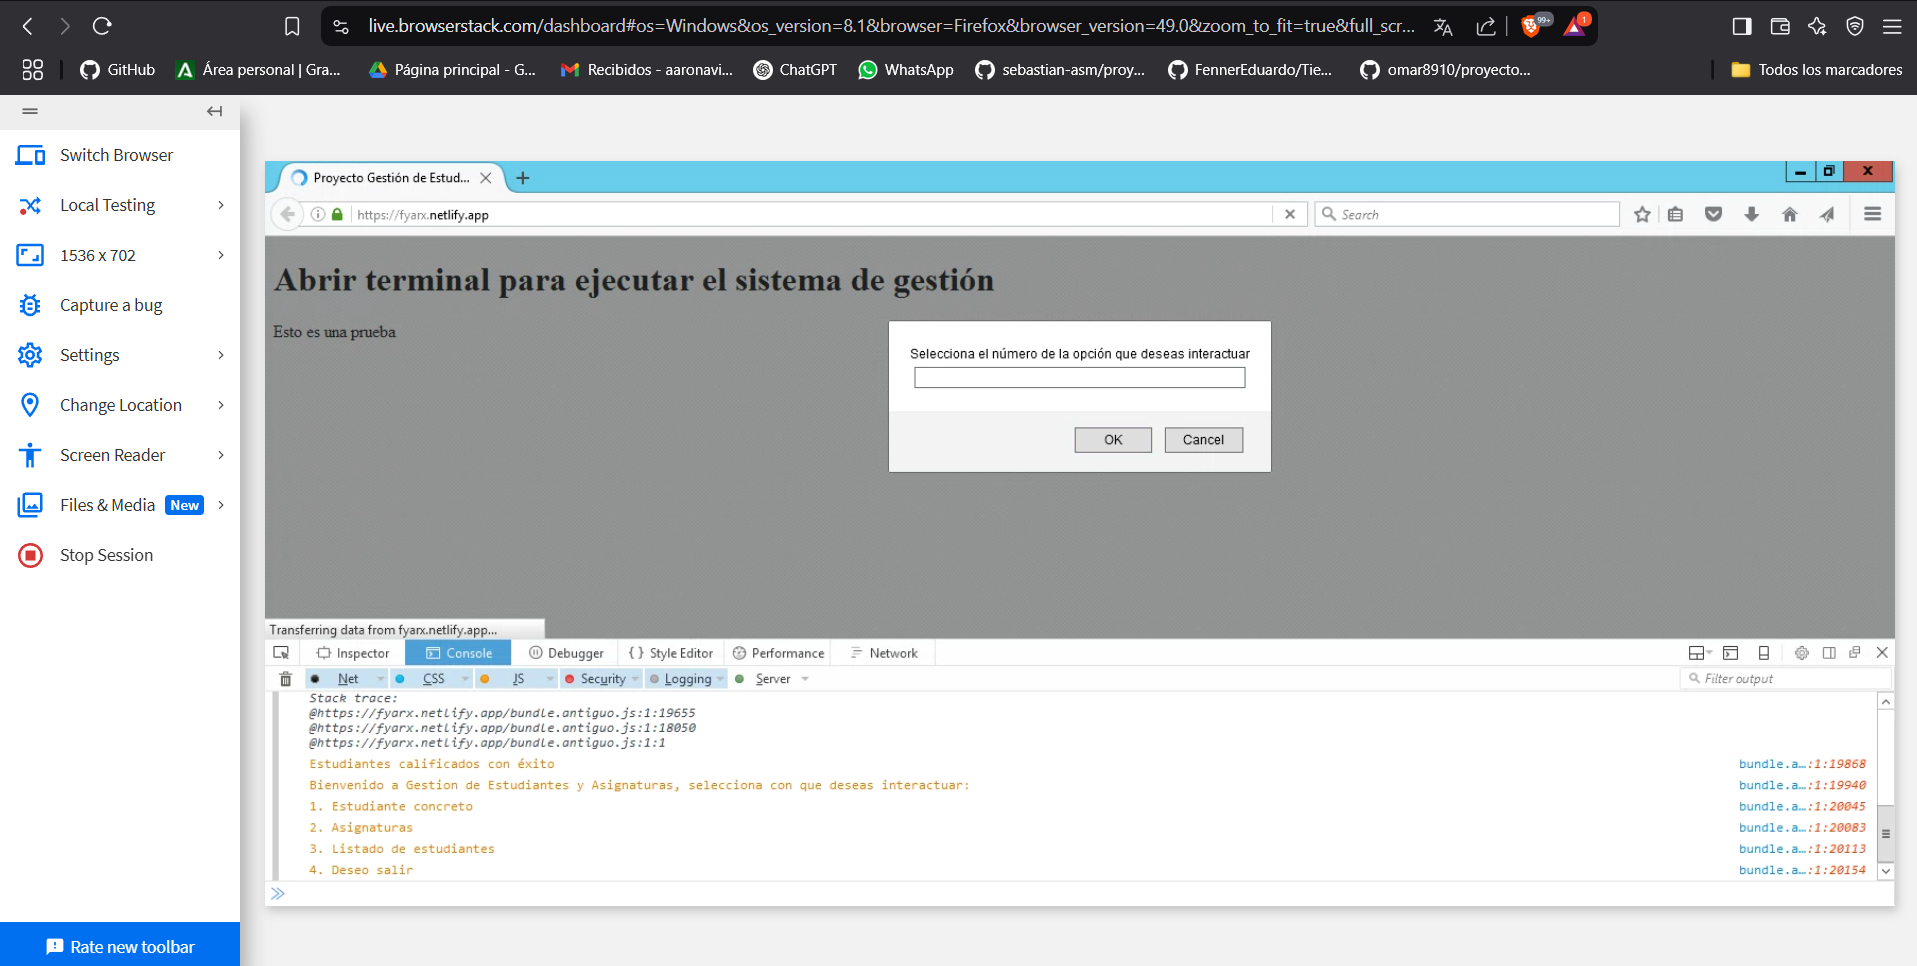 live.browserstack.com/dashboard#os=Windows&os_version=8.1&browser=Firefox&browser_version=49.0&zoom_to_fit=true&full_scr...
99+
1
GitHub
Área personal | Gra...
Página principal - G...
Recibidos - aaronavi...
ChatGPT
WhatsApp
sebastian-asm/proy...
FennerEduardo/Tie...
omar8910/proyecto...
Todos los marcadores
Switch Browser
Local Testing
1536 x 702
Capture a bug
Settings
Change Location
Screen Reader
Files & Media New
Stop Session
Rate new toolbar
Proyecto Gestión de Estud...
https://fyarx.netlify.app
Search
Abrir terminal para ejecutar el sistema de gestión
Esto es una prueba
Selecciona el número de la opción que deseas interactuar
OK
Cancel
Transferring data from fyarx.netlify.app...
Inspector
Console
Debugger
Style Editor
Performance
Network
Net
CSS
JS
Security
Logging
Server
Filter output
Stack trace:
@https://fyarx.netlify.app/bundle.antiguo.js:1:19655
@https://fyarx.netlify.app/bundle.antiguo.js:1:18050
@https://fyarx.netlify.app/bundle.antiguo.js:1:1
Estudiantes calificados con éxito bundle.a…:1:19868
Bienvenido a Gestion de Estudiantes y Asignaturas, selecciona con que deseas interactuar: bundle.a…:1:19940
1. Estudiante concreto bundle.a…:1:20045
2. Asignaturas bundle.a…:1:20083
3. Listado de estudiantes bundle.a…:1:20113
4. Deseo salir bundle.a…:1:20154